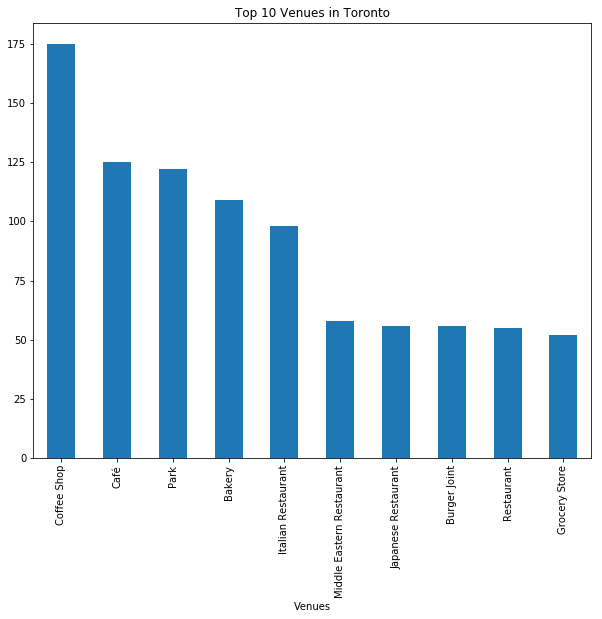 Top 10 Venues in Toronto
175
150
125
100
75
50
25
0
Coffee Shop
Café
Park
Bakery
Italian Restaurant
Middle Eastern Restaurant
Japanese Restaurant
Burger Joint
Restaurant
Grocery Store
Venues